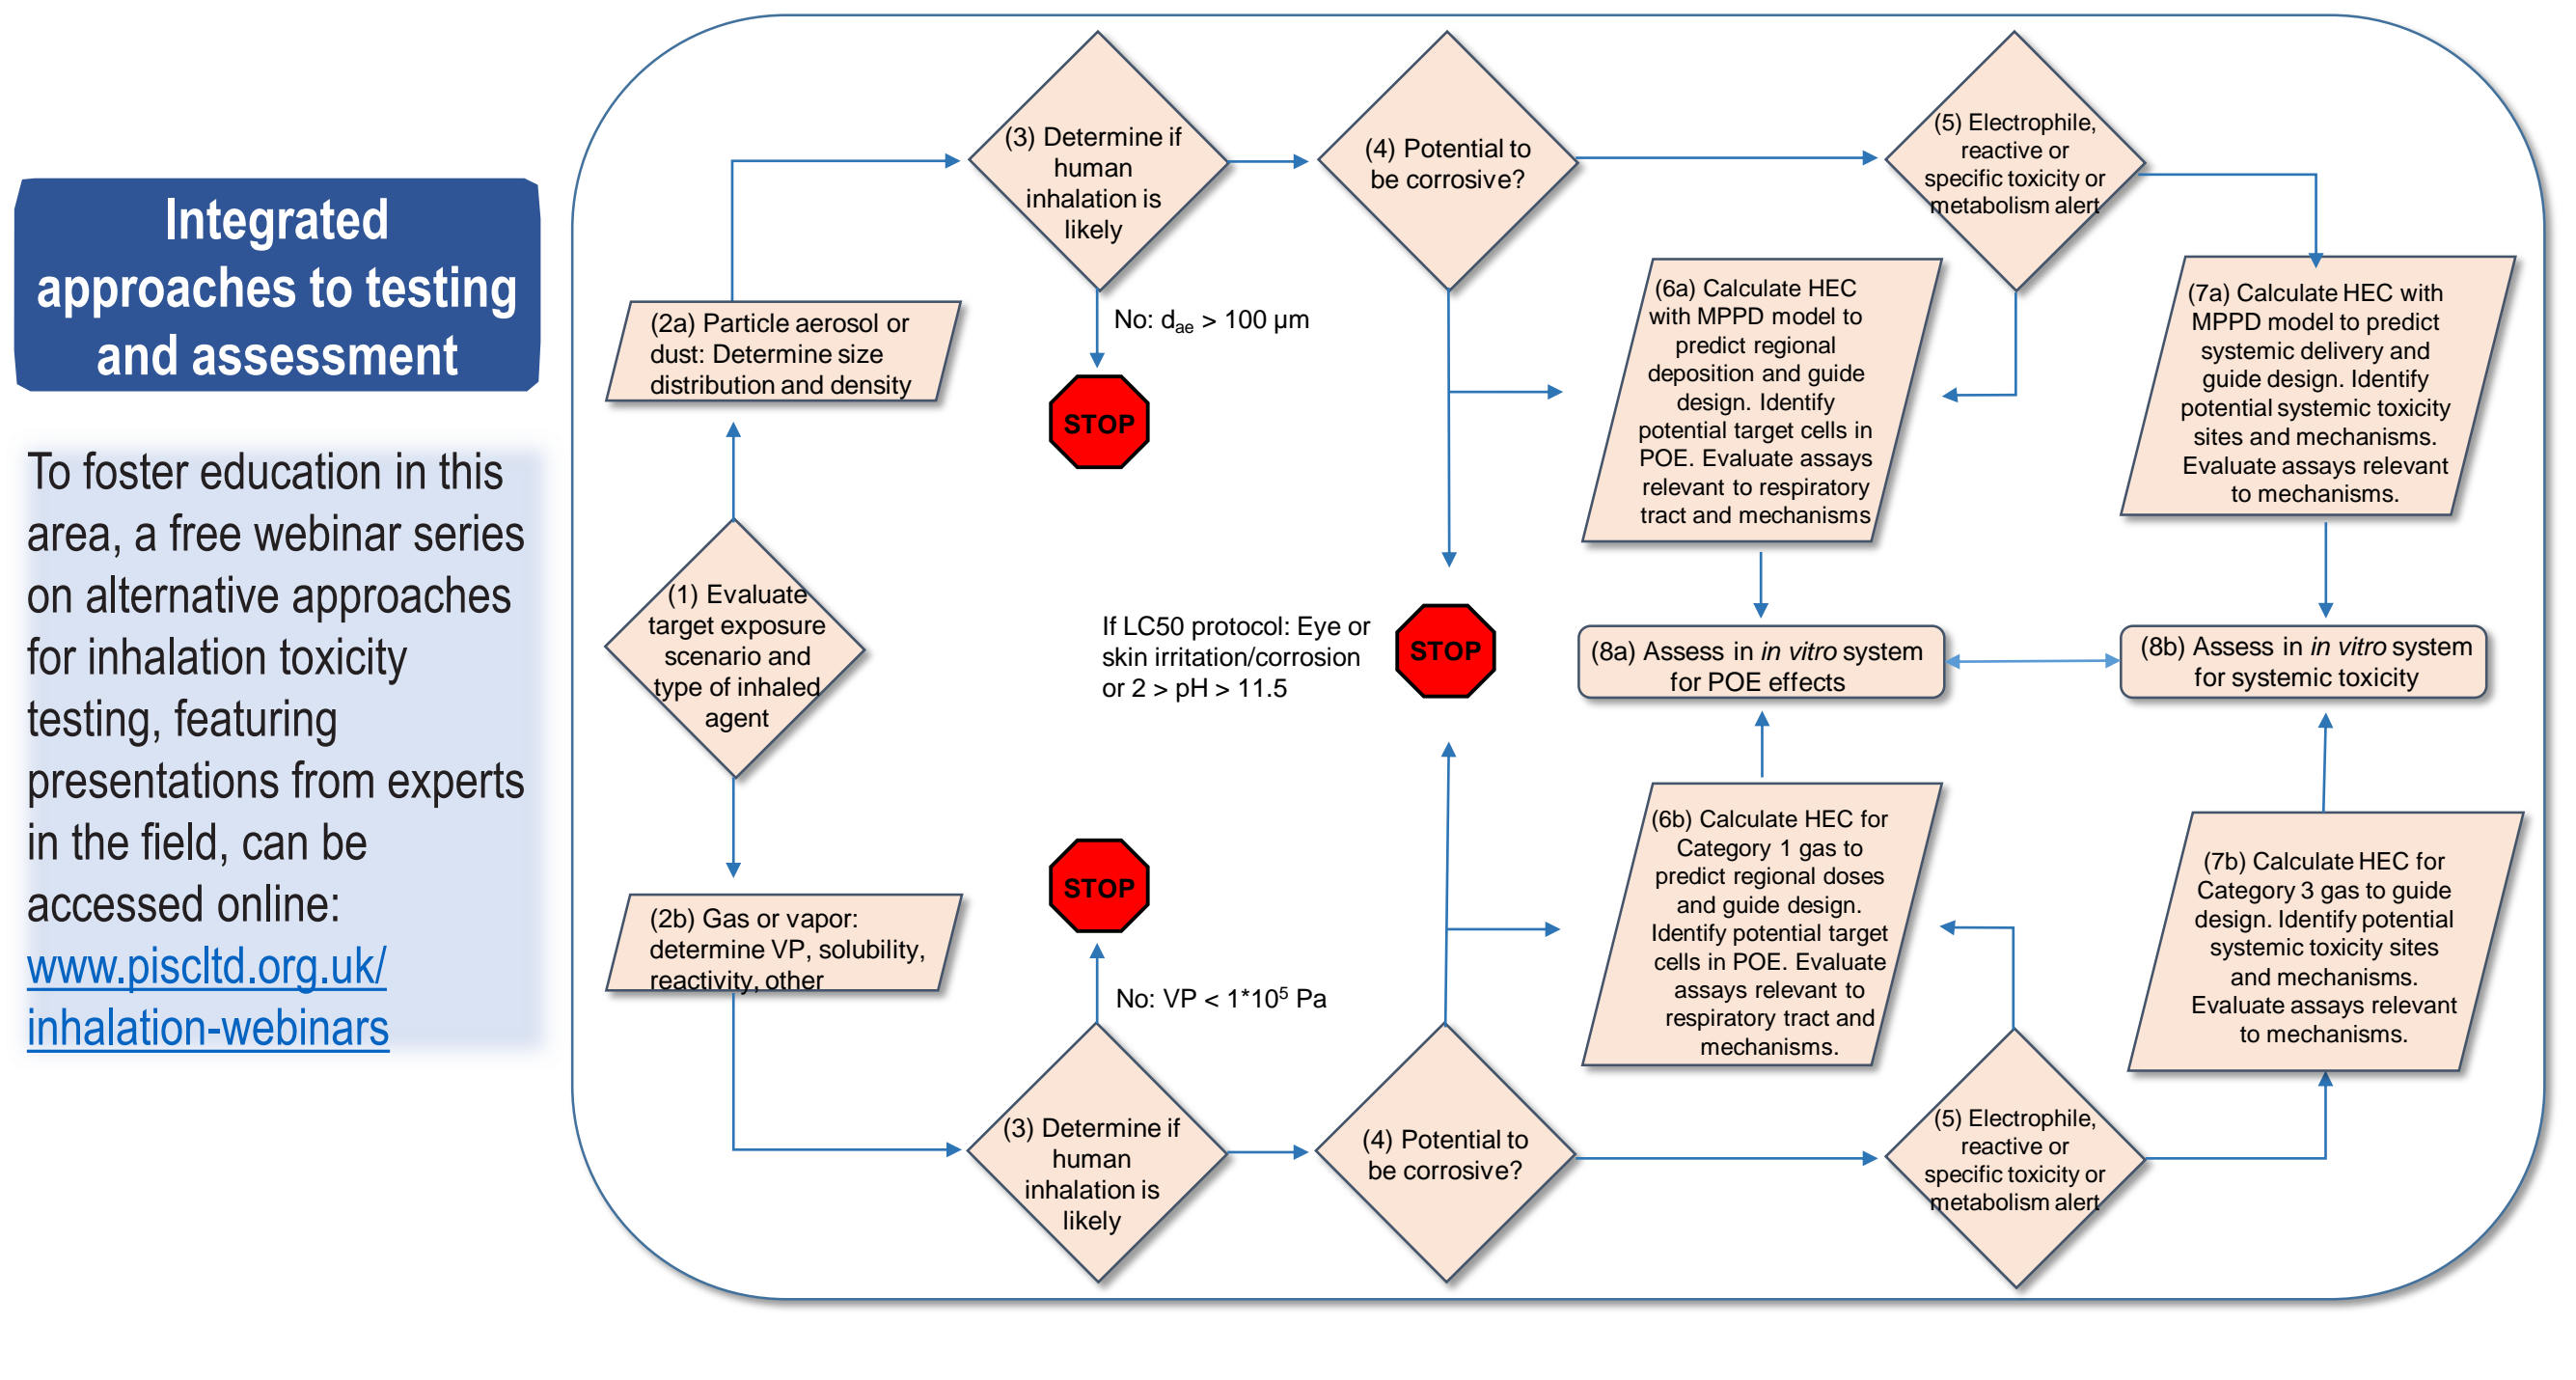 Integrated
approaches to testing
and assessment
To foster education in this
area, a free webinar series
on alternative approaches
for inhalation toxicity
testing, featuring
presentations from experts
in the field, can be
accessed online:
www.piscltd.org.uk/
inhalation-webinars
(1) Evaluate
target exposure
scenario and
type of inhaled
agent
(2a) Particle aerosol or
dust: Determine size
distribution and density
(3) Determine if
human
inhalation is
likely
No: dae > 100 µm
STOP
(4) Potential to
be corrosive?
(5) Electrophile,
reactive or
specific toxicity or
metabolism alert
(6a) Calculate HEC
with MPPD model to
predict regional
deposition and guide
design. Identify
potential target cells in
POE. Evaluate assays
relevant to respiratory
tract and mechanisms
(7a) Calculate HEC with
MPPD model to predict
systemic delivery and
guide design. Identify
potential systemic toxicity
sites and mechanisms.
Evaluate assays relevant
to mechanisms.
If LC50 protocol: Eye or
skin irritation/corrosion
or 2 > pH > 11.5
STOP
(8a) Assess in in vitro system
for POE effects
(8b) Assess in in vitro system
for systemic toxicity
(2b) Gas or vapor:
determine VP, solubility,
reactivity, other
STOP
No: VP < 1*10⁵ Pa
(3) Determine if
human
inhalation is
likely
(4) Potential to
be corrosive?
(6b) Calculate HEC for
Category 1 gas to
predict regional doses
and guide design.
Identify potential target
cells in POE. Evaluate
assays relevant to
respiratory tract and
mechanisms.
(7b) Calculate HEC for
Category 3 gas to guide
design. Identify potential
systemic toxicity sites
and mechanisms.
Evaluate assays relevant
to mechanisms.
(5) Electrophile,
reactive or
specific toxicity or
metabolism alert